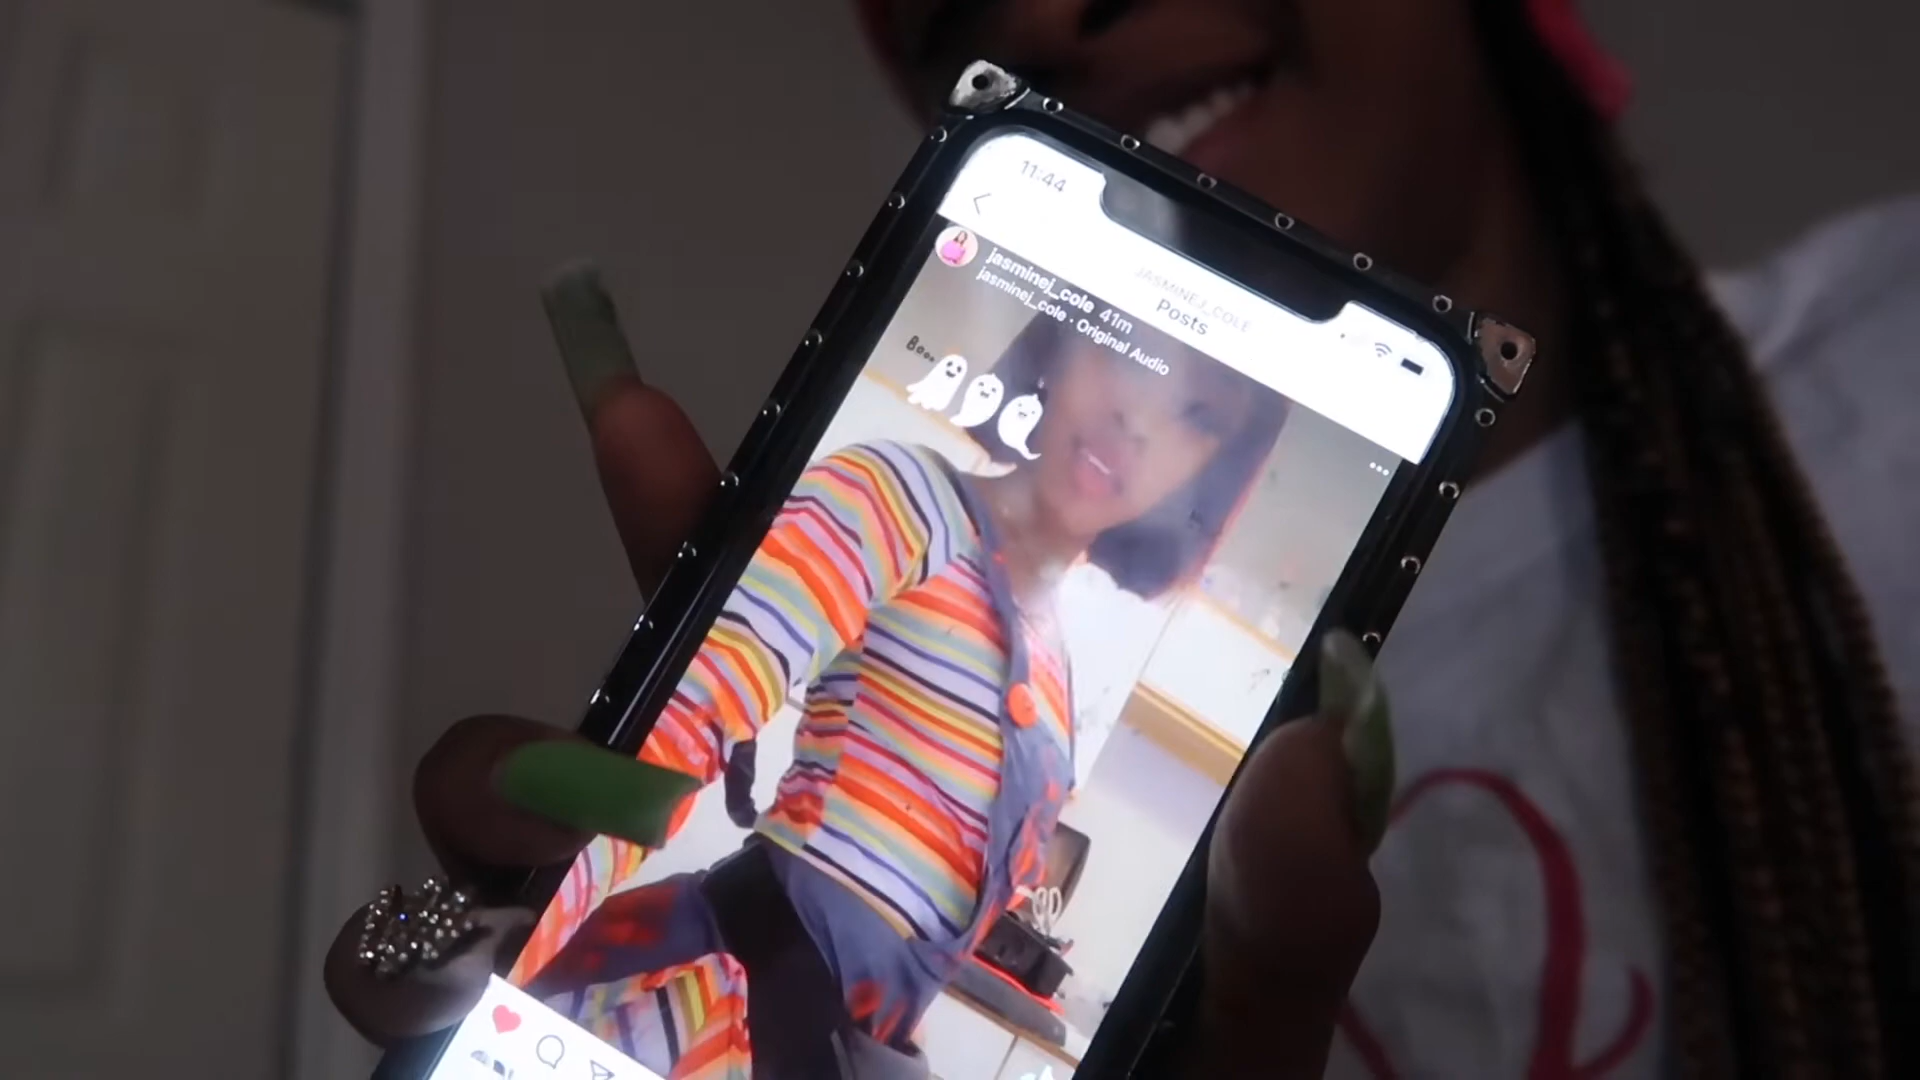 11:44
JASMINEJ_COLE
Posts
jasminej_cole 41m
jasminej_cole · Original Audio
Boo..